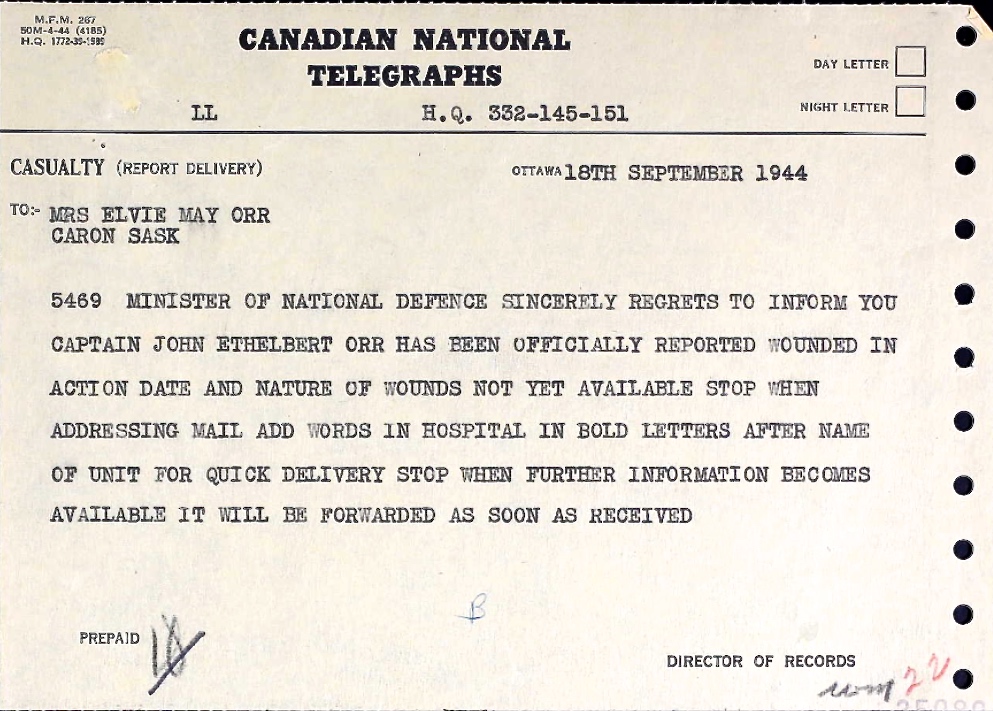 M.F.M. 267
50M-4-44 (4185)
H.Q. 1772-39-1989
CANADIAN NATIONAL
TELEGRAPHS
DAY LETTER
NIGHT LETTER
LL H.Q. 332-145-151
CASUALTY (REPORT DELIVERY)
OTTAWA 18TH SEPTEMBER 1944
TO:- MRS ELVIE MAY ORR
CARON SASK
5469 MINISTER OF NATIONAL DEFENCE SINCERELY REGRETS TO INFORM YOU
CAPTAIN JOHN ETHELBERT ORR HAS BEEN OFFICIALLY REPORTED WOUNDED IN
ACTION DATE AND NATURE OF WOUNDS NOT YET AVAILABLE STOP WHEN
ADDRESSING MAIL ADD WORDS IN HOSPITAL IN BOLD LETTERS AFTER NAME
OF UNIT FOR QUICK DELIVERY STOP WHEN FURTHER INFORMATION BECOMES
AVAILABLE IT WILL BE FORWARDED AS SOON AS RECEIVED
B
PREPAID
DIRECTOR OF RECORDS
22